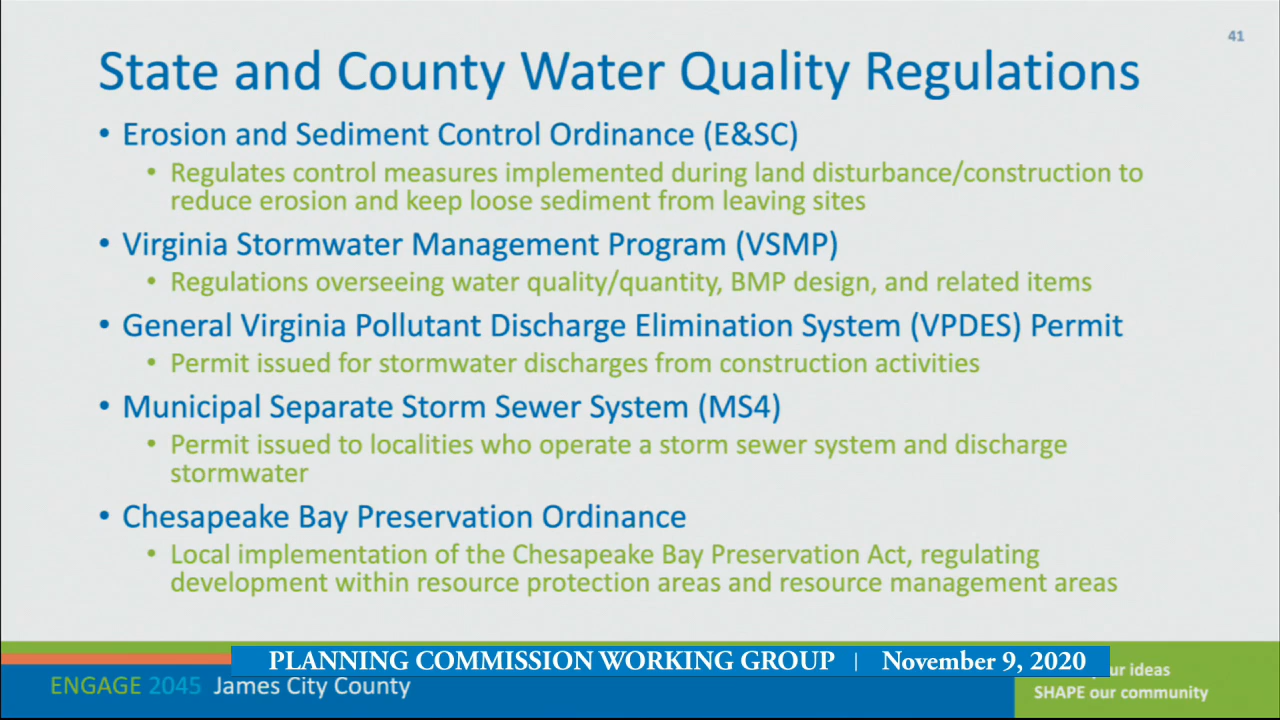 41
State and County Water Quality Regulations
• Erosion and Sediment Control Ordinance (E&SC)
• Regulates control measures implemented during land disturbance/construction to
reduce erosion and keep loose sediment from leaving sites
• Virginia Stormwater Management Program (VSMP)
• Regulations overseeing water quality/quantity, BMP design, and related items
• General Virginia Pollutant Discharge Elimination System (VPDES) Permit
• Permit issued for stormwater discharges from construction activities
• Municipal Separate Storm Sewer System (MS4)
• Permit issued to localities who operate a storm sewer system and discharge
stormwater
• Chesapeake Bay Preservation Ordinance
• Local implementation of the Chesapeake Bay Preservation Act, regulating
development within resource protection areas and resource management areas
PLANNING COMMISSION WORKING GROUP | November 9, 2020
ENGAGE 2045 James City County
ideas
SHAPE our community